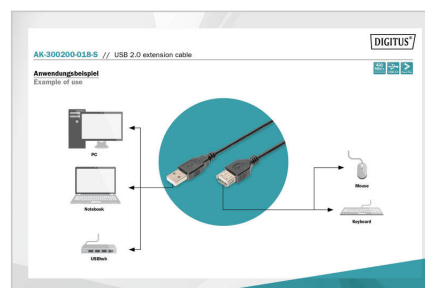 DIGITUS®
AK-300200-018-S // USB 2.0 extension cable
Anwendungsbeispiel
Example of use
PC
Notebook
USBhub
Mouse
Keyboard